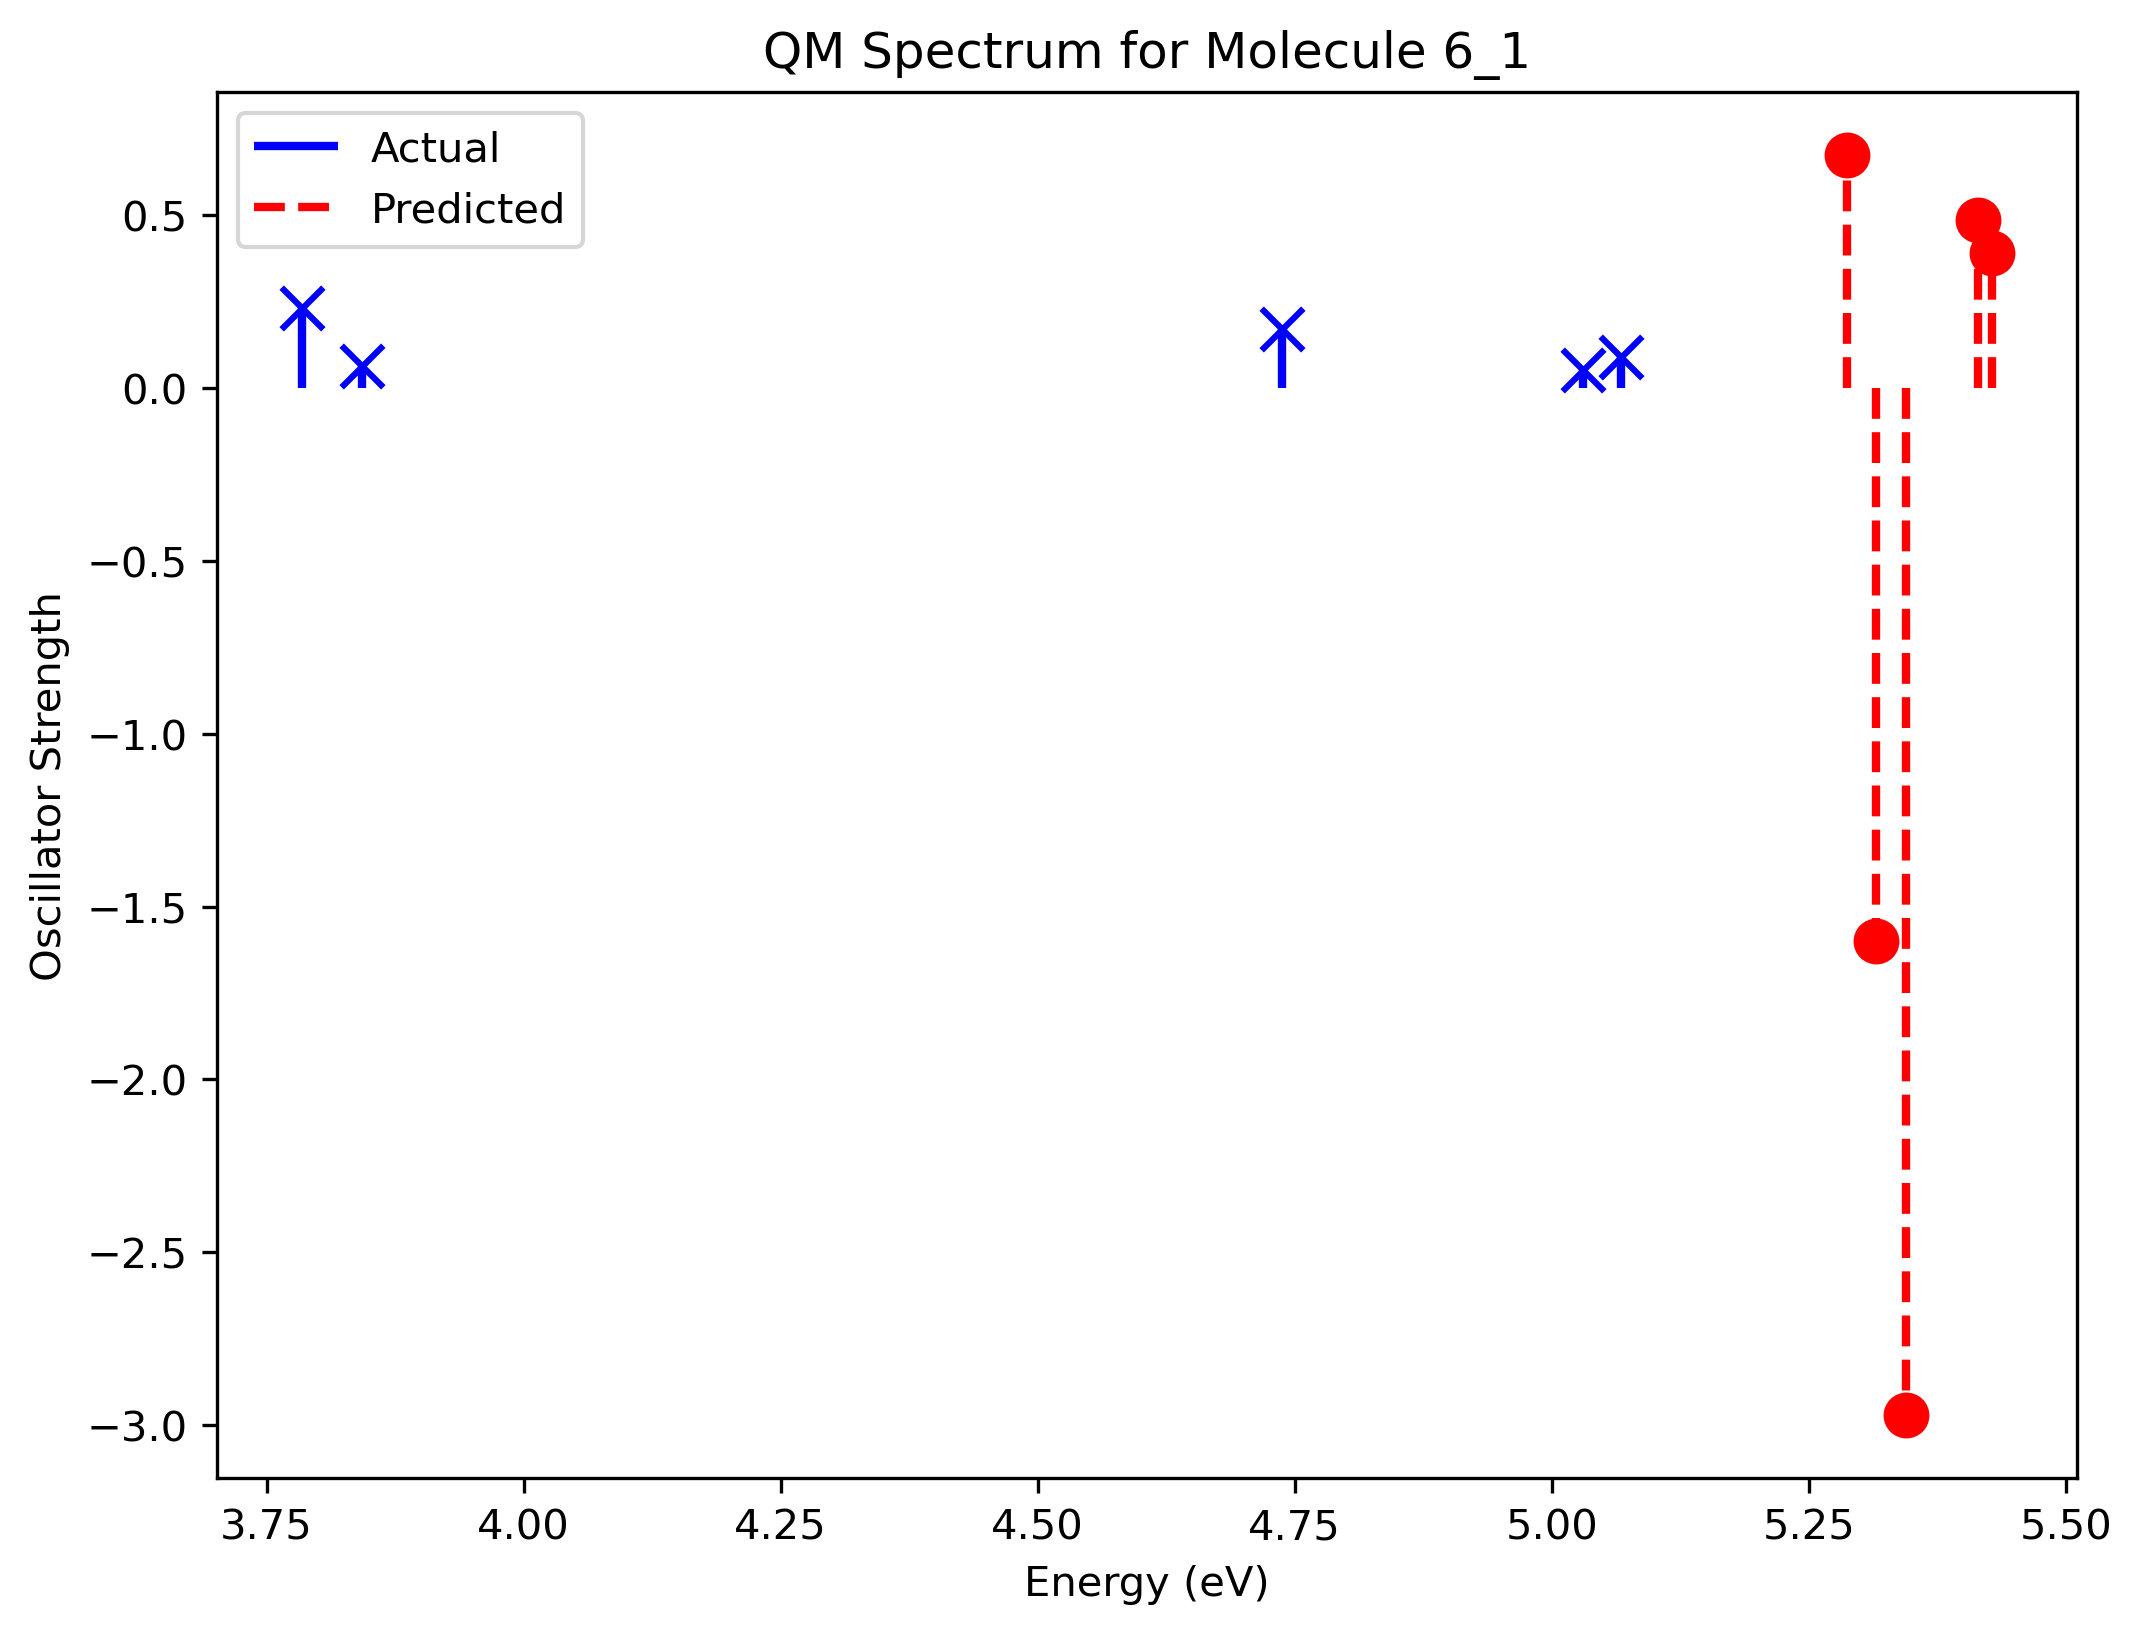 QM Spectrum for Molecule 6_1
Actual
Predicted
0.5
0.0
−0.5
−1.0
−1.5
−2.0
−2.5
−3.0
Oscillator Strength
3.75 4.00 4.25 4.50 4.75 5.00 5.25 5.50
Energy (eV)